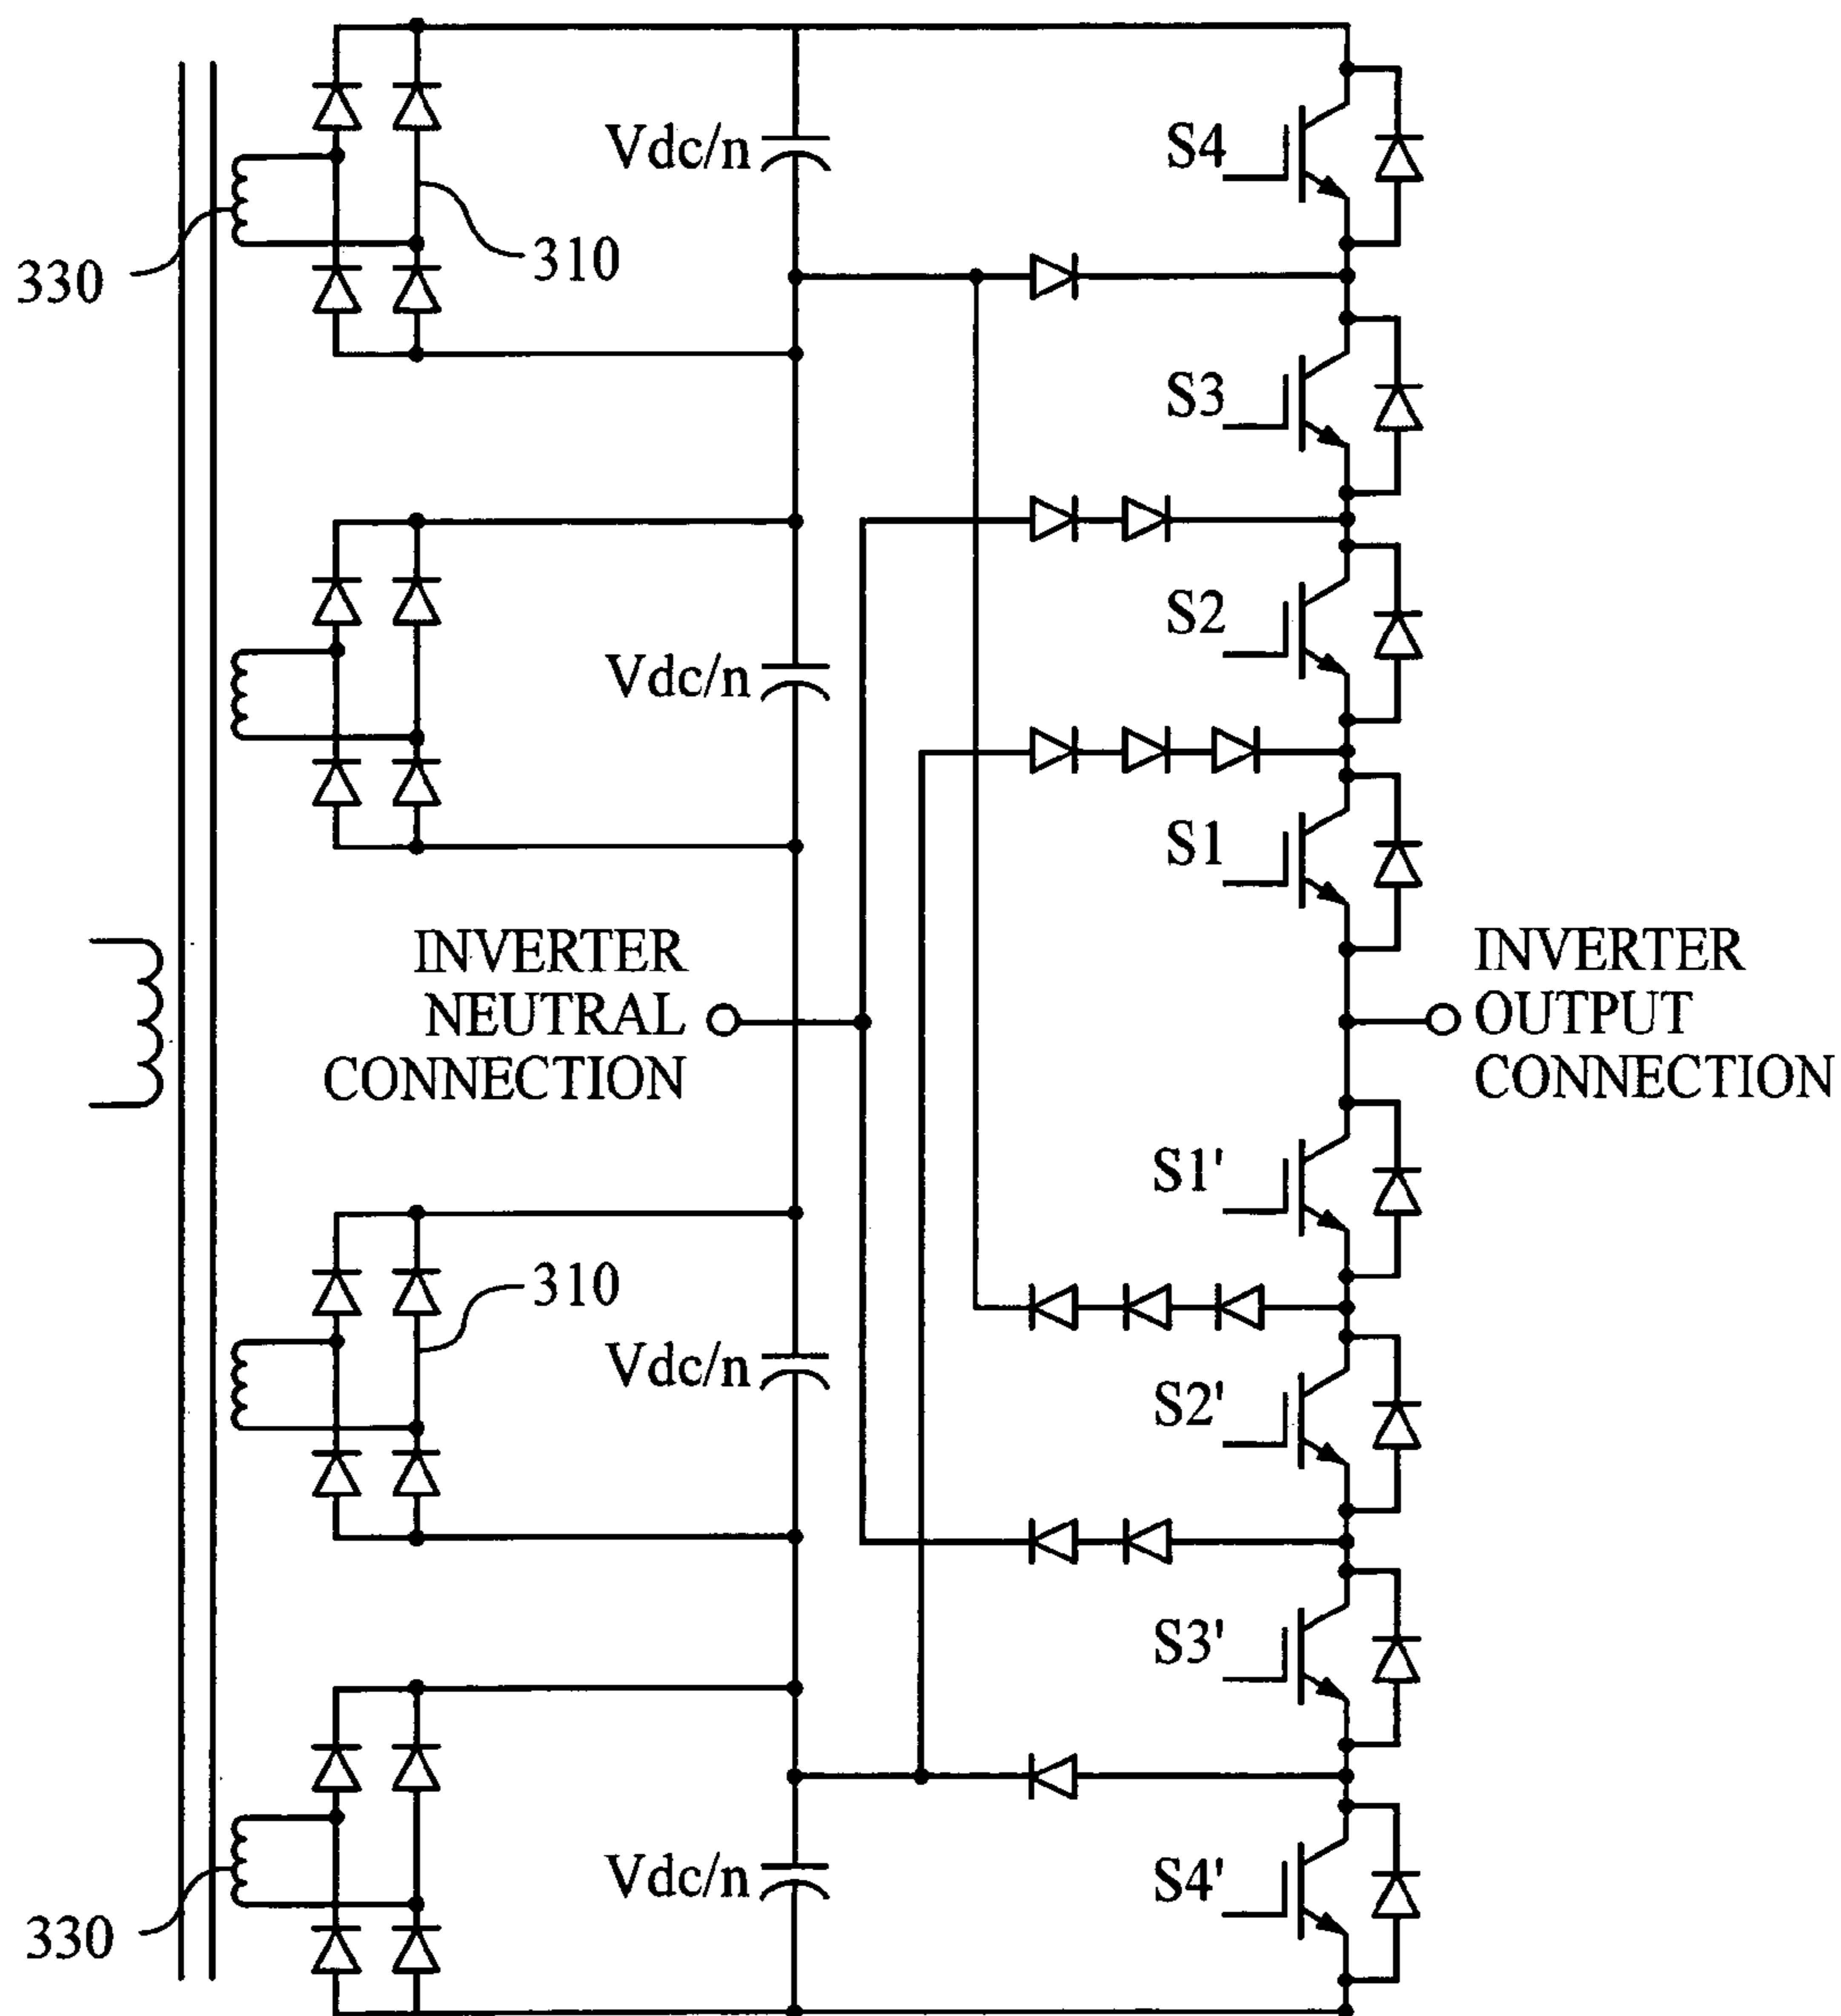 Vdc/n
S4
330
310
S3
S2
Vdc/n
S1
INVERTER
NEUTRAL
CONNECTION
INVERTER
OUTPUT
CONNECTION
S1'
310
Vdc/n
S2'
S3'
Vdc/n
S4'
330